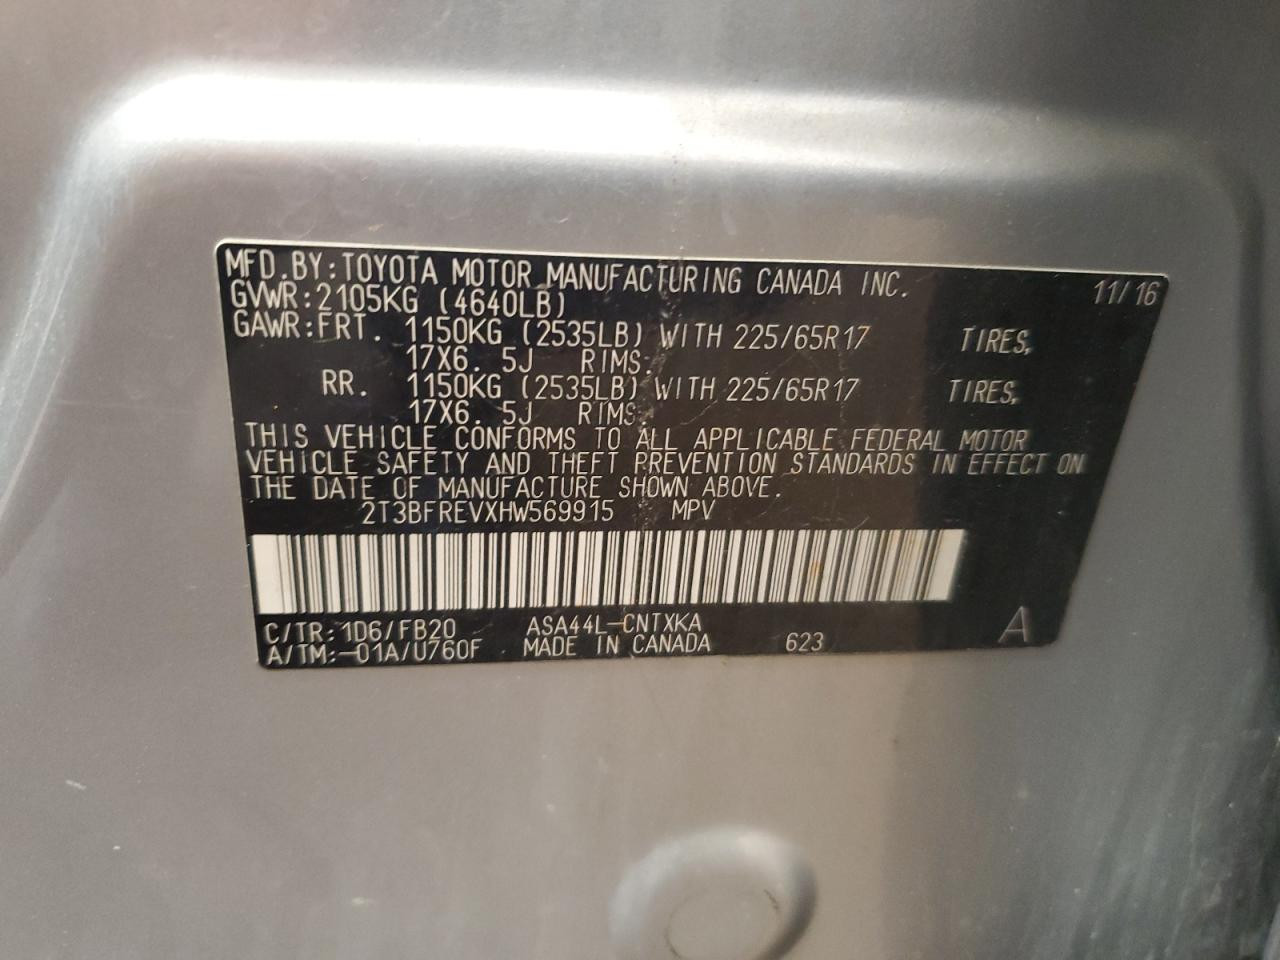 MFD.BY:TOYOTA MOTOR MANUFACTURING CANADA INC. 11/16
GVWR:2105KG (4640LB)
GAWR:FRT. 1150KG (2535LB) WITH 225/65R17 TIRES,
17X6.5J RIMS.
RR. 1150KG (2535LB) WITH 225/65R17 TIRES,
17X6.5J RIMS
THIS VEHICLE CONFORMS TO ALL APPLICABLE FEDERAL MOTOR
VEHICLE SAFETY AND THEFT PREVENTION STANDARDS IN EFFECT ON
THE DATE OF MANUFACTURE SHOWN ABOVE.
2T3BFREVXHW569915 MPV
C/TR:1D6/FB20 ASA44L-CNTXKA
A/TM:-01A/U760F MADE IN CANADA 623 A